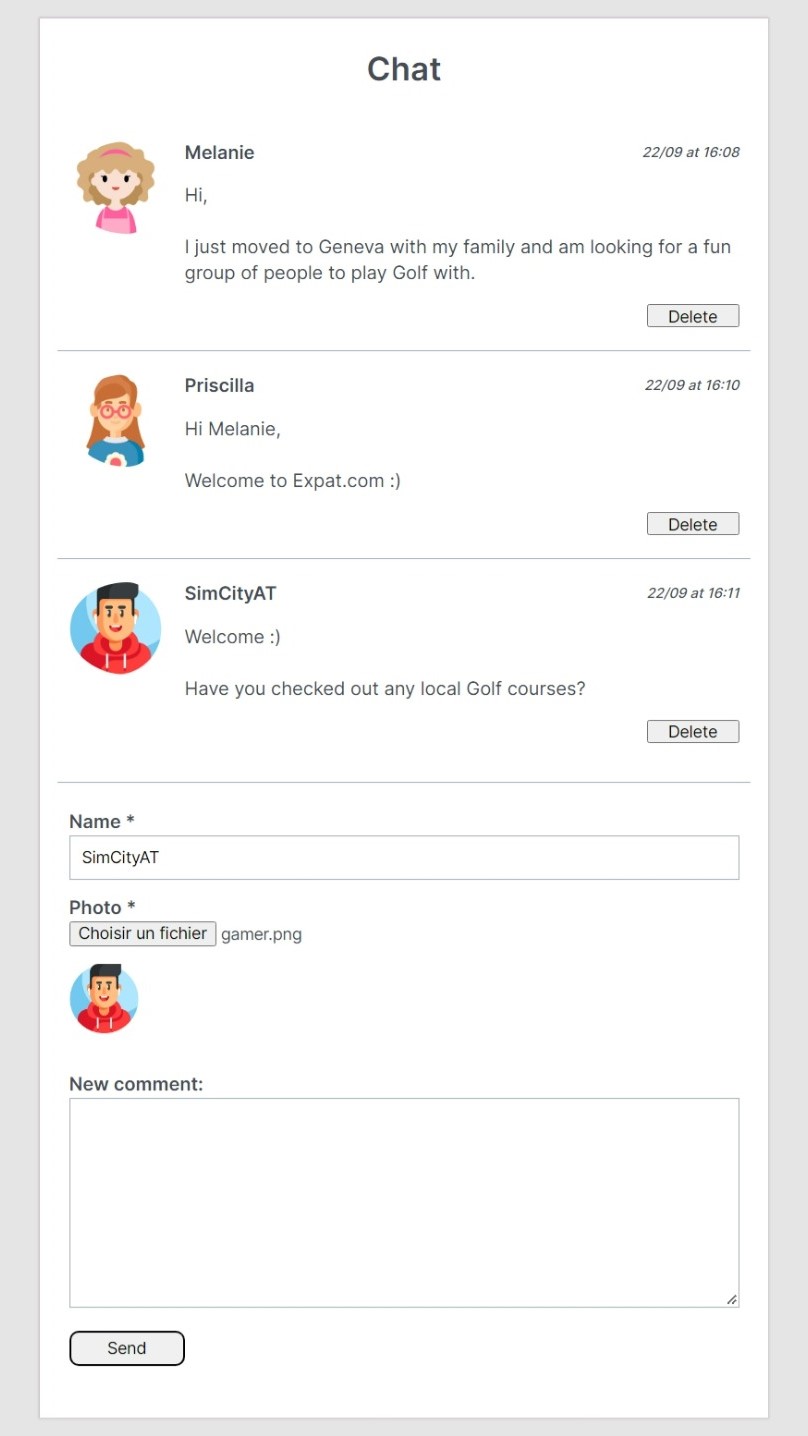 Chat
Melanie
22/09 at 16:08
Hi,
I just moved to Geneva with my family and am looking for a fun
group of people to play Golf with.
Delete
Priscilla
22/09 at 16:10
Hi Melanie,
Welcome to Expat.com :)
Delete
SimCityAT
22/09 at 16:11
Welcome :)
Have you checked out any local Golf courses?
Delete
Name *
SimCityAT
Photo *
Choisir un fichier gamer.png
New comment:
Send